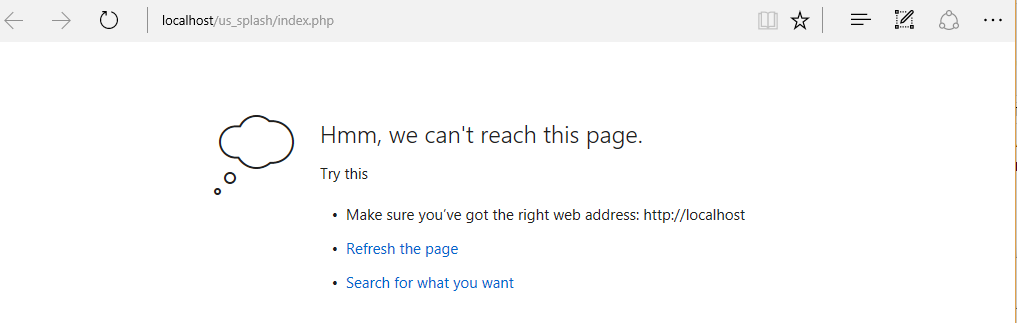 localhost/us_splash/index.php
Hmm, we can't reach this page.
Try this
• Make sure you've got the right web address: http://localhost
• Refresh the page
• Search for what you want